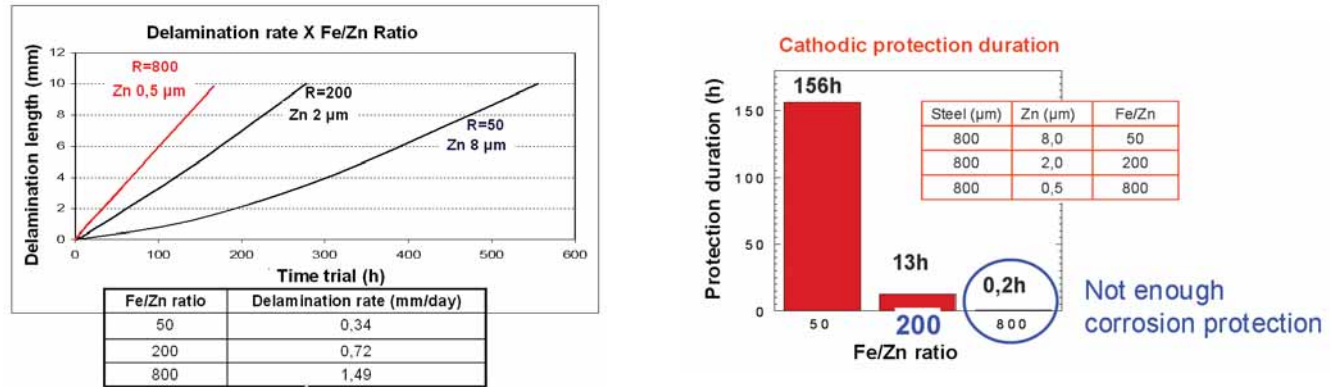 Delamination rate X Fe/Zn Ratio
Delamination length (mm)
12
10
8
6
4
2
0
R=800
Zn 0,5 µm
R=200
Zn 2 µm
R=50
Zn 8 µm
0 100 200 300 400 500 600
Time trial (h)
Fe/Zn ratio Delamination rate (mm/day)
50 0,34
200 0,72
800 1,49
Cathodic protection duration
Protection duration (h)
150
100
50
0
156h
13h
0,2h
Steel (µm) Zn (µm) Fe/Zn
800 8,0 50
800 2,0 200
800 0,5 800
50 200 800
Fe/Zn ratio
Not enough
corrosion protection